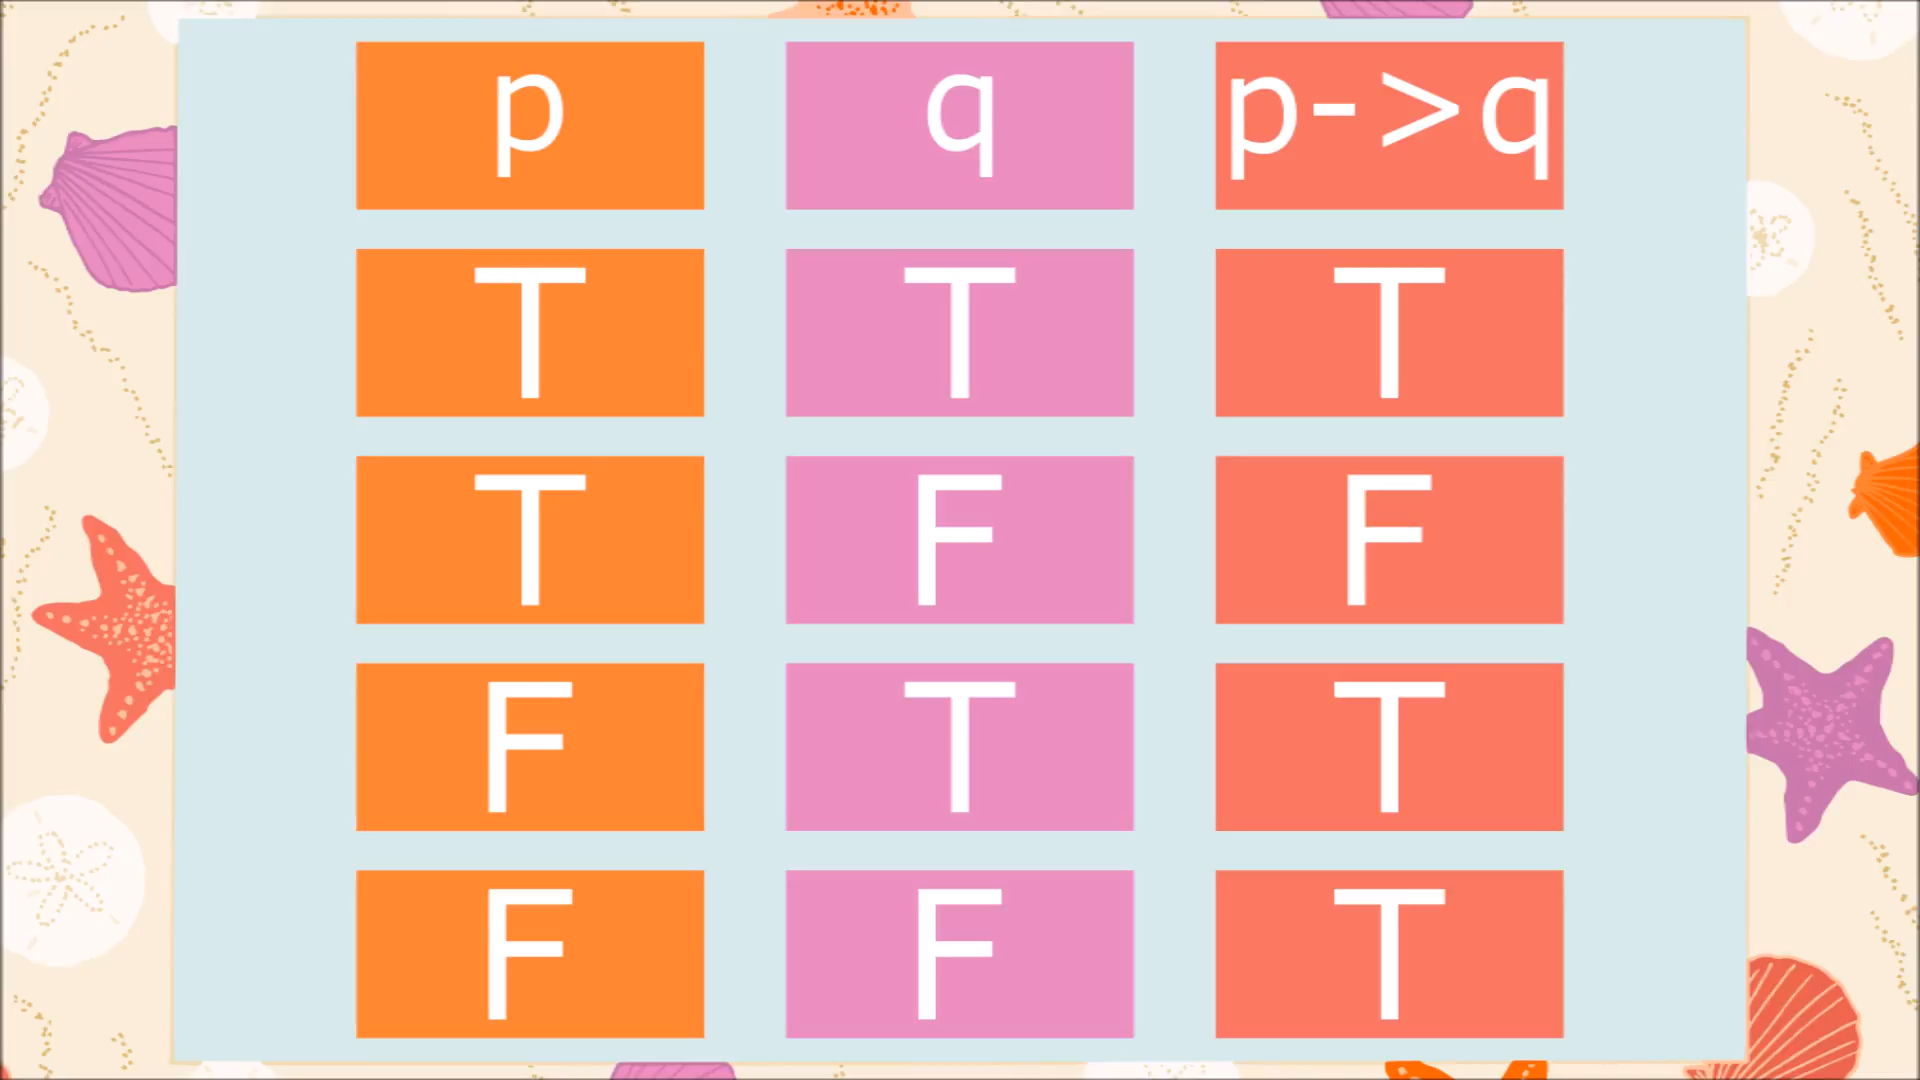 p q p->q
T T T
T F F
F T T
F F T